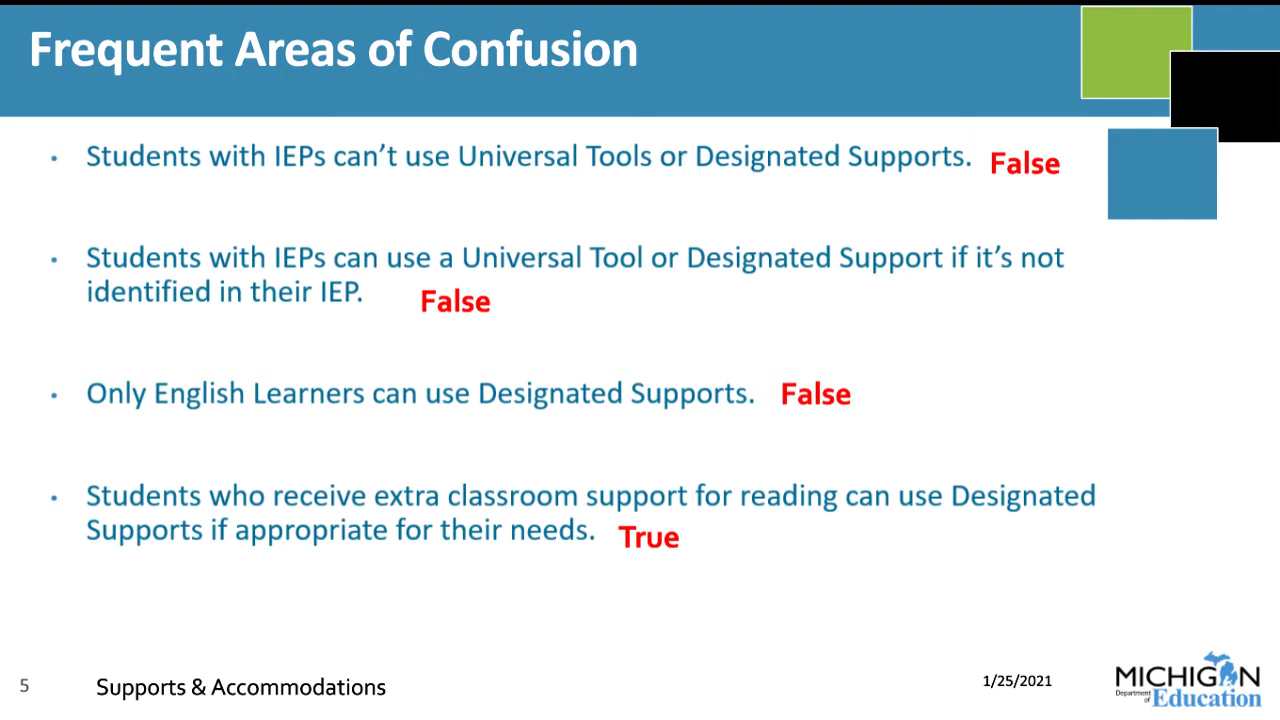 Frequent Areas of Confusion
• Students with IEPs can’t use Universal Tools or Designated Supports. False
• Students with IEPs can use a Universal Tool or Designated Support if it’s not
identified in their IEP. False
• Only English Learners can use Designated Supports. False
• Students who receive extra classroom support for reading can use Designated
Supports if appropriate for their needs. True
5 Supports & Accommodations 1/25/2021
MICHIGAN
Department of Education